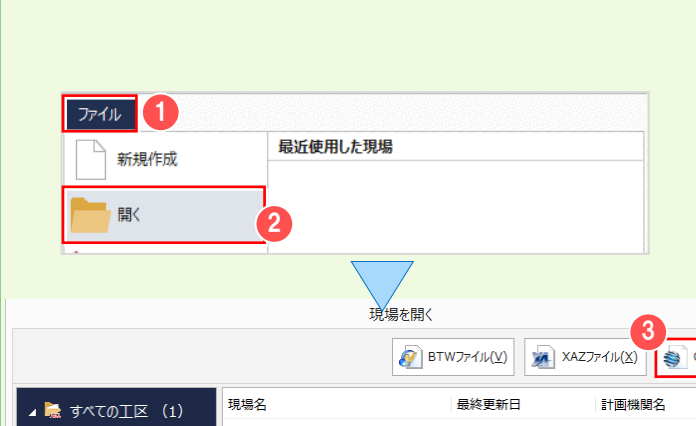 ファイル 1
最近使用した現場
新規作成
開く 2
現場を開く
3
BTWファイル(V) XAZファイル(X)
すべての工区 (1) 現場名 最終更新日 計画機関名